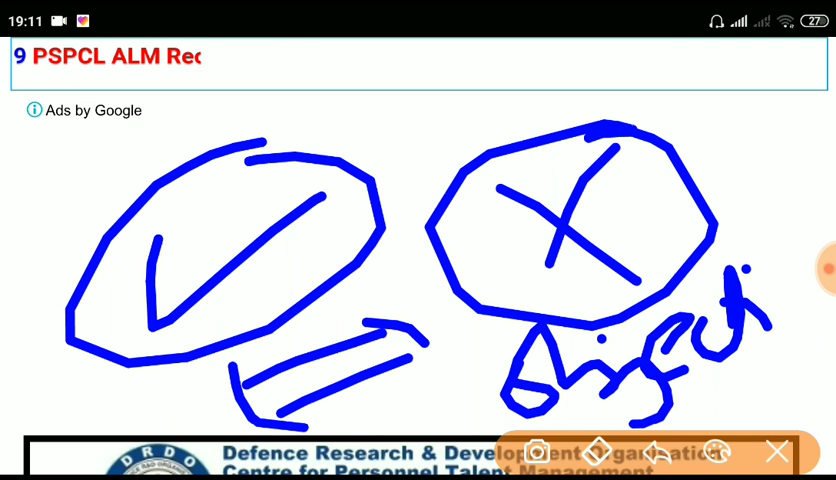 19:11
27
9 PSPCL ALM Rec
Ads by Google
DRDO
Defence Research & Development Organisation
Centre for Personnel Talent Management